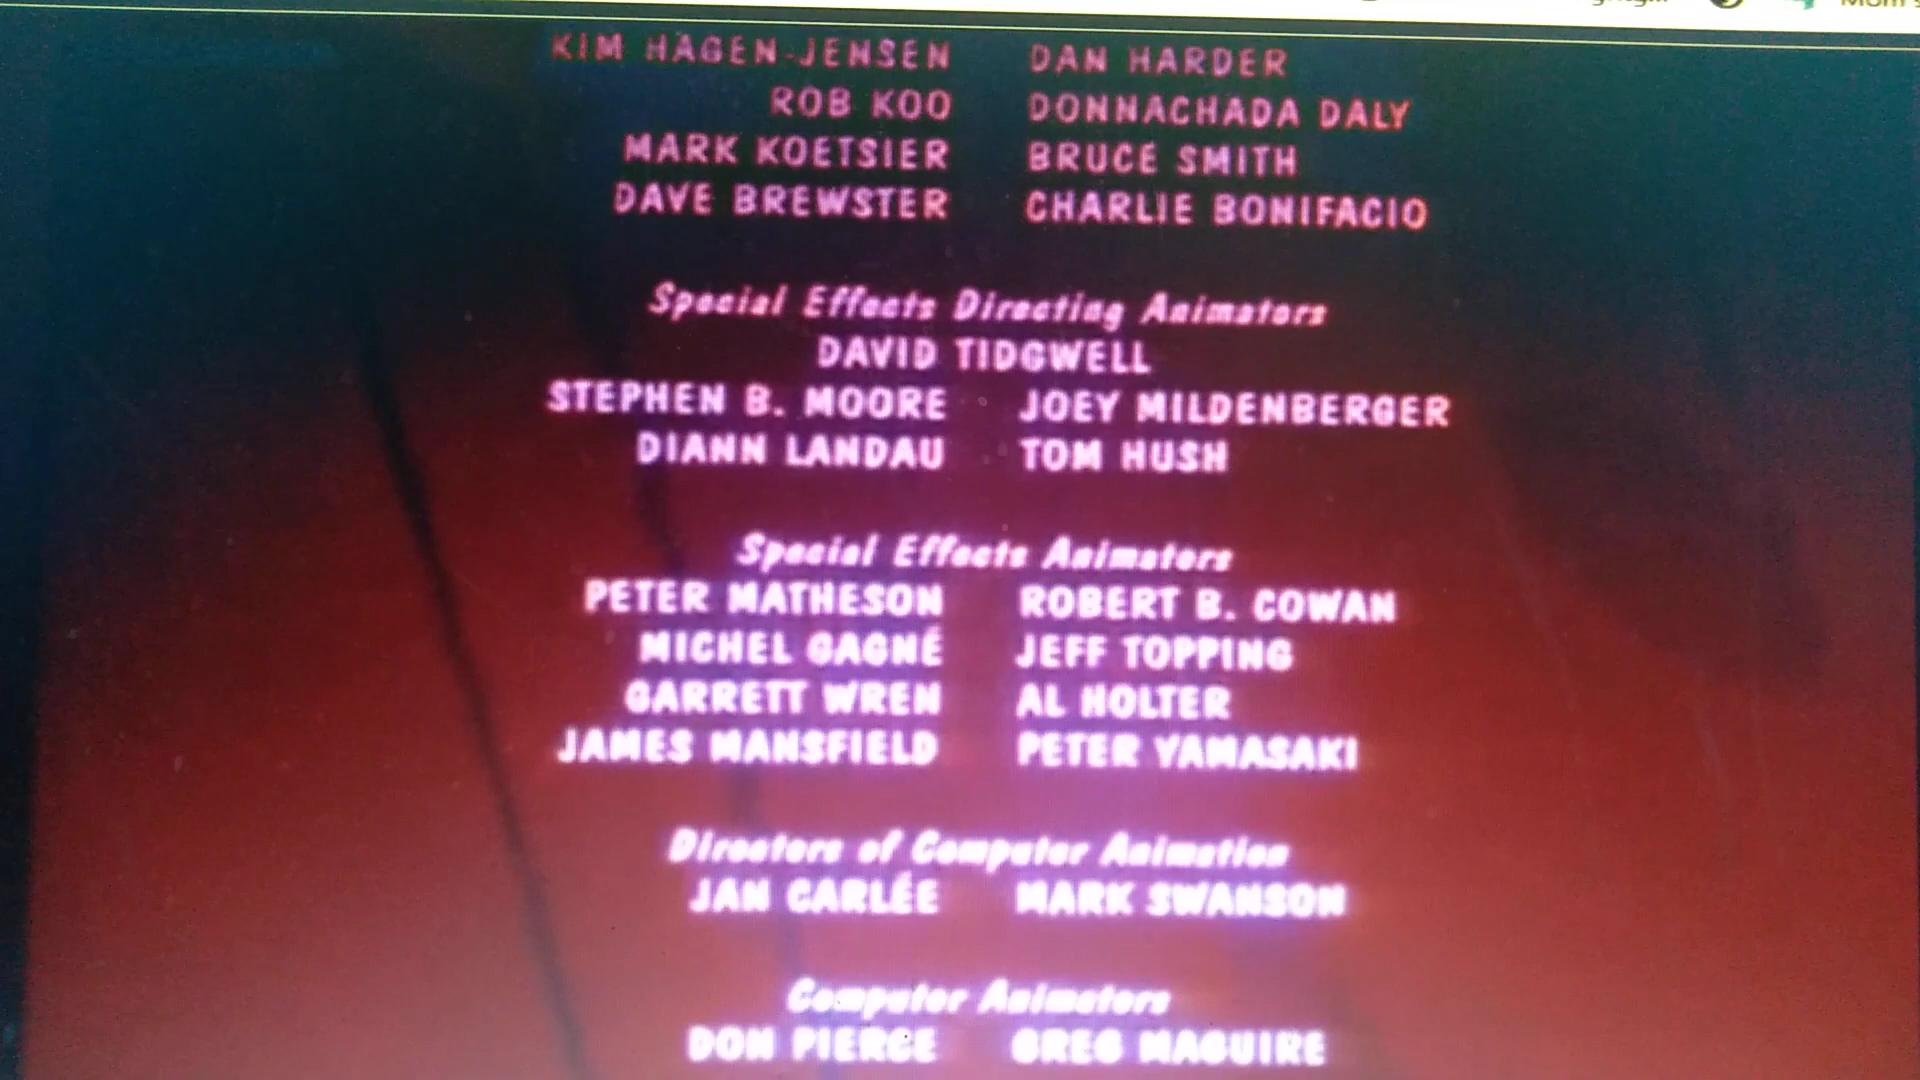 KIM HAGEN-JENSEN DAN HARDER
ROB KOO DONNACHADA DALY
MARK KOETSIER BRUCE SMITH
DAVE BREWSTER CHARLIE BONIFACIO
Special Effects Directing Animators
DAVID TIDGWELL
STEPHEN B. MOORE JOEY MILDENBERGER
DIANN LANDAU TOM HUSH
Special Effects Animators
PETER MATHESON ROBERT B. COWAN
MICHEL GAGNÉ JEFF TOPPING
GARRETT WREN AL HOLTER
JAMES MANSFIELD PETER YAMASAKI
Directors of Computer Animation
JAN CARLÉE MARK SWANSON
Computer Animators
DON PIERCE GREG MAGUIRE